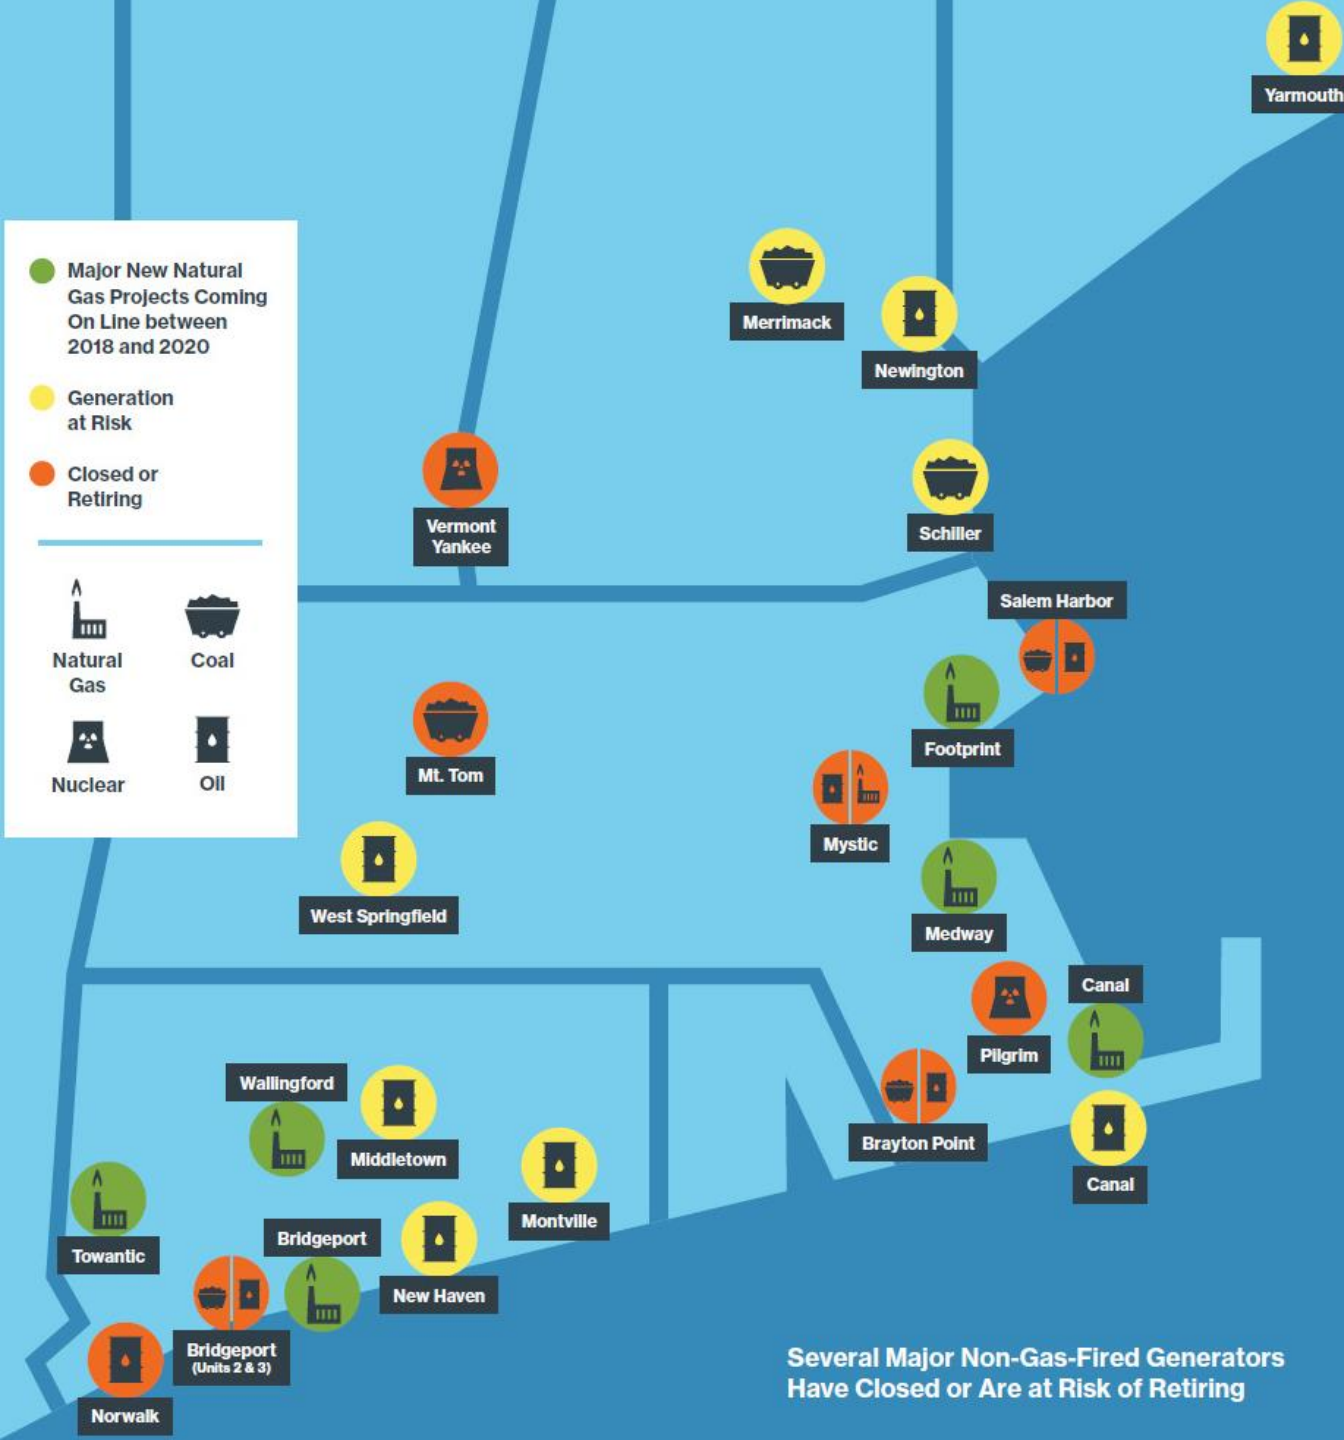 Yarmouth
Major New Natural
Gas Projects Coming
On Line between
2018 and 2020
Generation
at Risk
Closed or
Retiring
Natural
Gas
Coal
Nuclear
Oil
Merrimack
Newington
Vermont
Yankee
Schiller
Salem Harbor
Footprint
Mt. Tom
Mystic
West Springfield
Medway
Canal
Pilgrim
Brayton Point
Canal
Wallingford
Middletown
Montville
Towantic
Bridgeport
New Haven
Bridgeport
(Units 2 & 3)
Norwalk
Several Major Non-Gas-Fired Generators
Have Closed or Are at Risk of Retiring